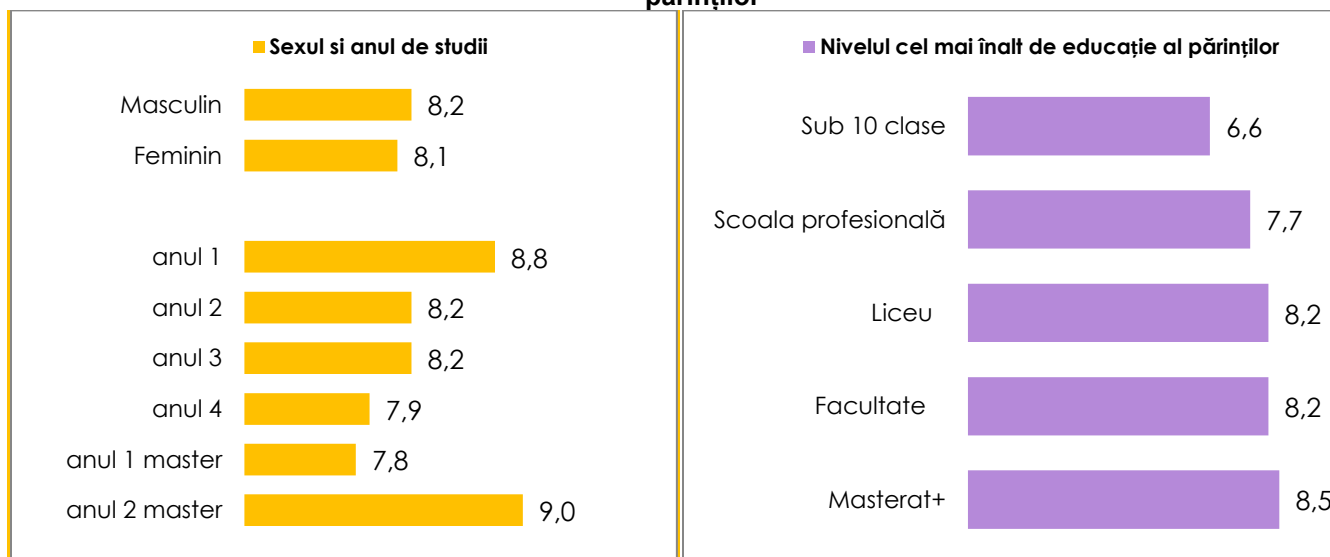 părinților
Sexul si anul de studii
Masculin 8,2
Feminin 8,1
anul 1 8,8
anul 2 8,2
anul 3 8,2
anul 4 7,9
anul 1 master 7,8
anul 2 master 9,0
Nivelul cel mai înalt de educație al părinților
Sub 10 clase 6,6
Scoala profesională 7,7
Liceu 8,2
Facultate 8,2
Masterat+ 8,5